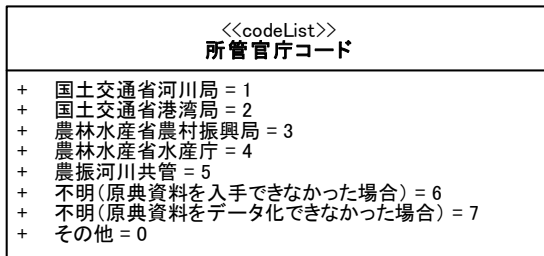 <<codeList>>
所管官庁コード
+ 国土交通省河川局 = 1
+ 国土交通省港湾局 = 2
+ 農林水産省農村振興局 = 3
+ 農林水産省水産庁 = 4
+ 農振河川共管 = 5
+ 不明(原典資料を入手できなかった場合) = 6
+ 不明(原典資料をデータ化できなかった場合) = 7
+ その他 = 0